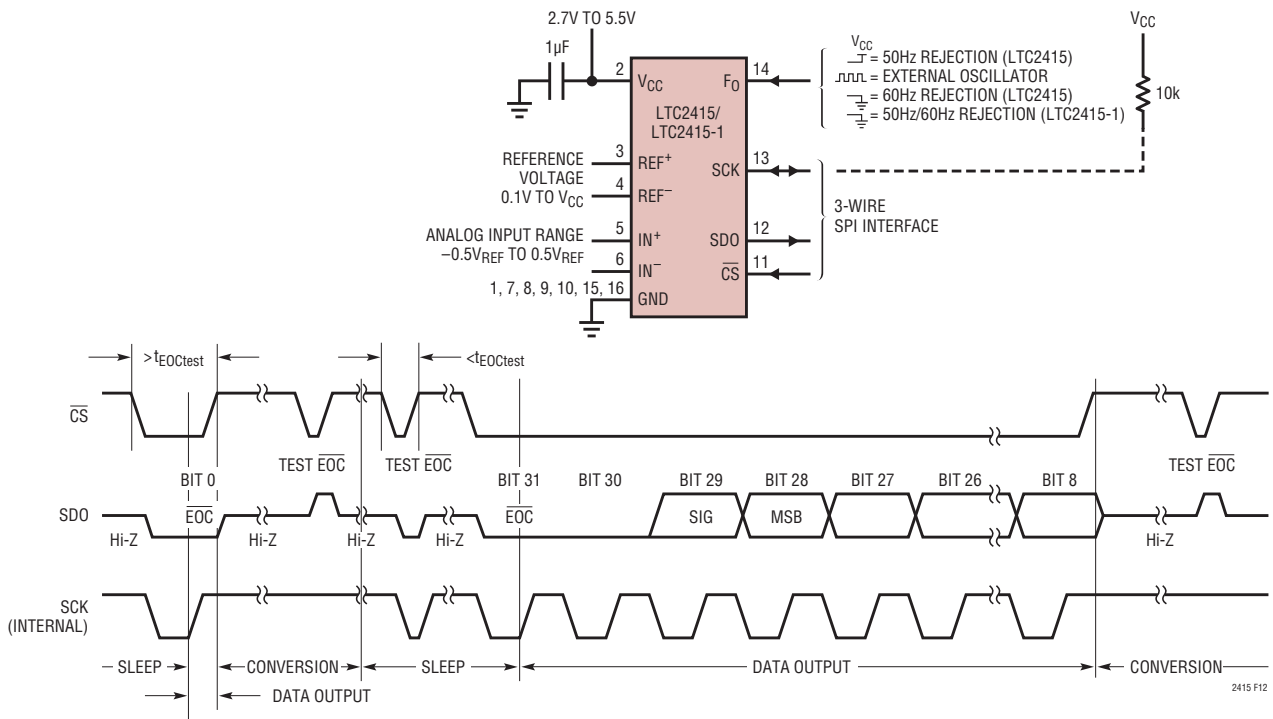 2.7V TO 5.5V
1µF
2
VCC
LTC2415/
LTC2415-1
3
REF+
REFERENCE
VOLTAGE
0.1V TO VCC
4
REF−
ANALOG INPUT RANGE
−0.5VREF TO 0.5VREF
5
IN+
6
IN−
1, 7, 8, 9, 10, 15, 16
GND
FO
14
SCK
13
SDO
12
CS
11
VCC
= 50Hz REJECTION (LTC2415)
= EXTERNAL OSCILLATOR
= 60Hz REJECTION (LTC2415)
= 50Hz/60Hz REJECTION (LTC2415-1)
3-WIRE
SPI INTERFACE
VCC
10k
>tEOCtest
<tEOCtest
CS
TEST EOC
TEST EOC
TEST EOC
BIT 0
BIT 31
BIT 30
BIT 29
BIT 28
BIT 27
BIT 26
BIT 8
SDO
EOC
EOC
SIG
MSB
Hi-Z
Hi-Z
Hi-Z
Hi-Z
Hi-Z
SCK
(INTERNAL)
SLEEP
CONVERSION
SLEEP
DATA OUTPUT
CONVERSION
DATA OUTPUT
2415 F12